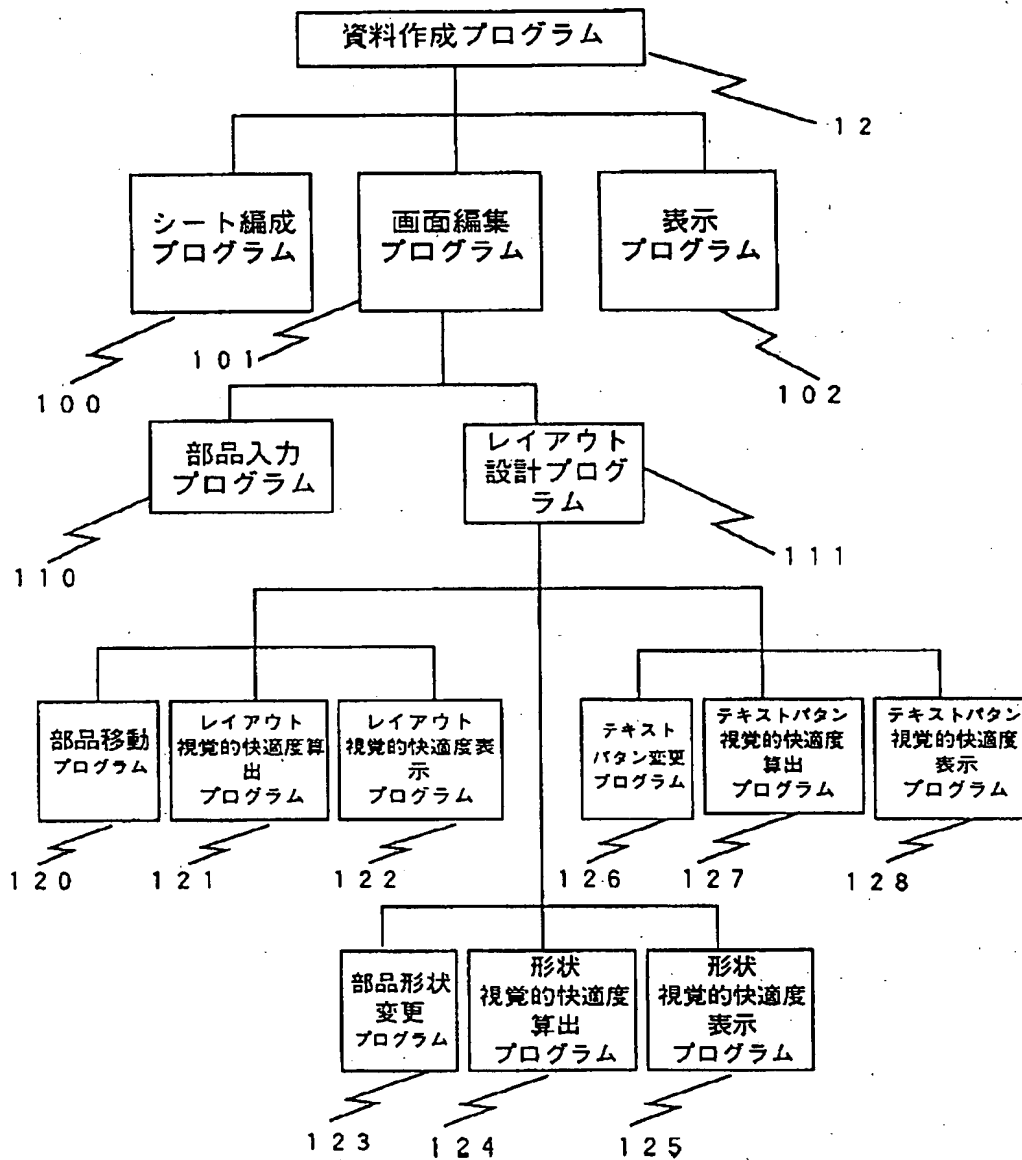 資料作成プログラム
12
シート編成
プログラム
画面編集
プログラム
表示
プログラム
100
101
102
部品入力
プログラム
レイアウト
設計プログ
ラム
110
111
部品移動
プログラム
レイアウト
視覚的快適度算
出
プログラム
レイアウト
視覚的快適度表
示
プログラム
テキスト
パタン変更
プログラム
テキストパタン
視覚的快適度
算出
プログラム
テキストパタン
視覚的快適度
表示
プログラム
120
121
122
126
127
128
部品形状
変更
プログラム
形状
視覚的快適度
算出
プログラム
形状
視覚的快適度
表示
プログラム
123
124
125